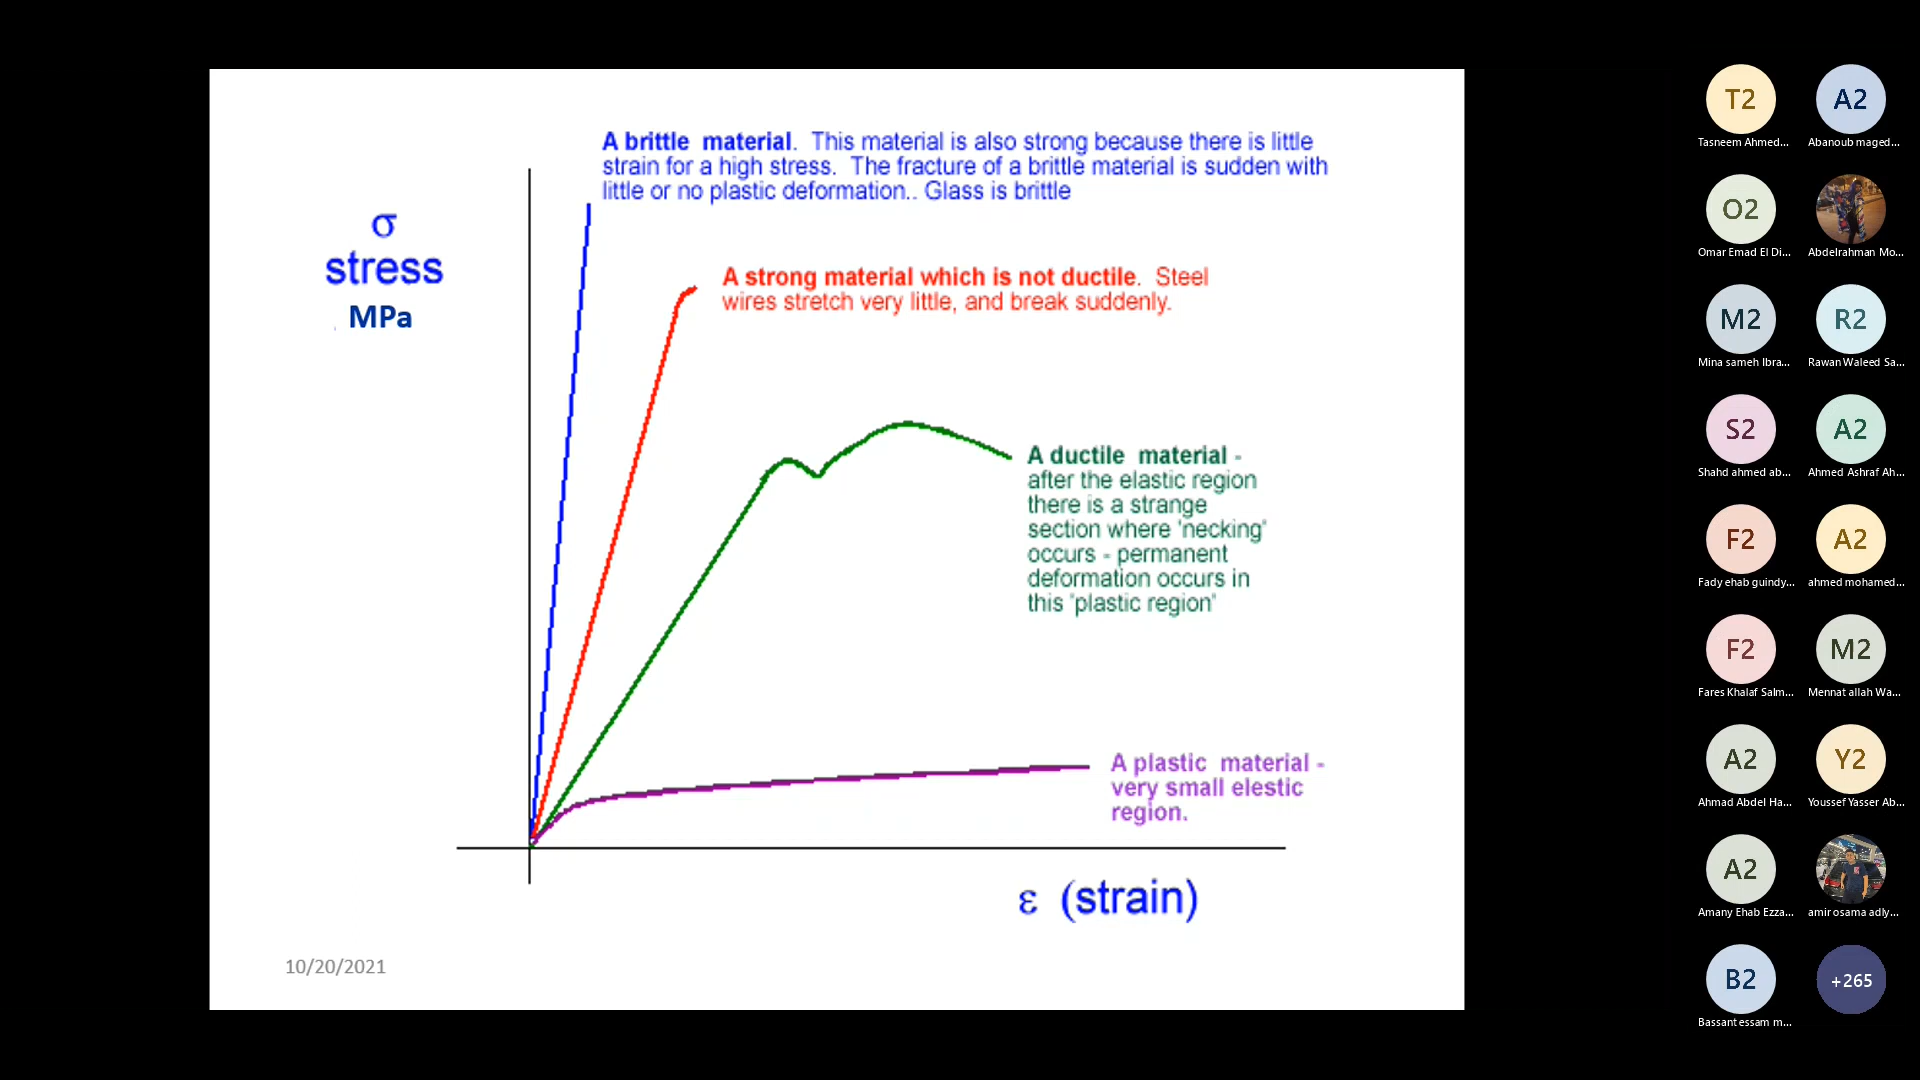 A brittle material. This material is also strong because there is little
strain for a high stress. The fracture of a brittle material is sudden with
little or no plastic deformation.. Glass is brittle
σ
stress
MPa
A strong material which is not ductile. Steel
wires stretch very little, and break suddenly.
A ductile material -
after the elastic region
there is a strange
section where 'necking'
occurs - permanent
deformation occurs in
this 'plastic region'
A plastic material -
very small elestic
region.
ε (strain)
10/20/2021
T2
A2
Tasneem Ahmed...
Abanoub maged...
O2
Omar Emad El Di...
Abdelrahman Mo...
M2
R2
Mina sameh Ibra...
Rawan Waleed Sa...
S2
A2
Shahd ahmed ab...
Ahmed Ashraf Ah...
F2
A2
Fady ehab guindy...
ahmed mohamed...
F2
M2
Fares Khalaf Salm...
Mennat allah Wa...
A2
Y2
Ahmad Abdel Ha...
Youssef Yasser Ab...
A2
Amany Ehab Ezza...
amir osama adly...
B2
+265
Bassant essam m...